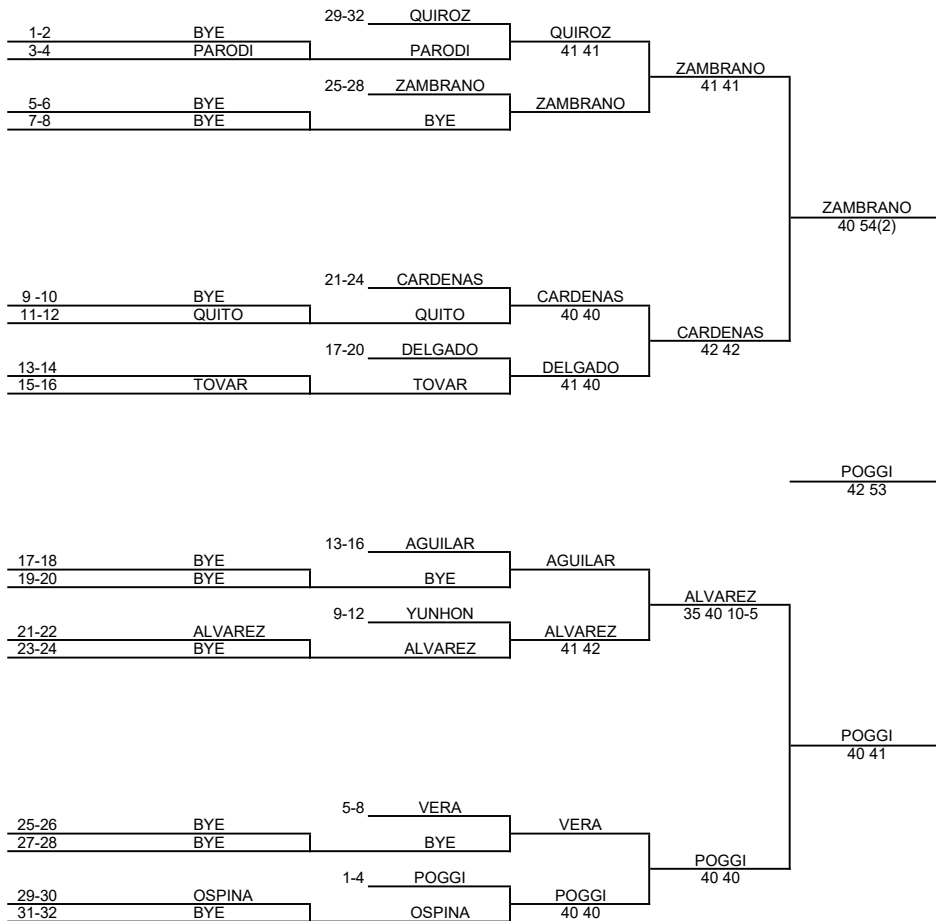 29-32 QUIROZ
1-2 BYE QUIROZ
3-4 PARODI PARODI 41 41
ZAMBRANO
25-28 ZAMBRANO 41 41
5-6 BYE ZAMBRANO
7-8 BYE BYE
ZAMBRANO
40 54(2)
21-24 CARDENAS
9 -10 BYE CARDENAS
11-12 QUITO QUITO 40 40
CARDENAS
17-20 DELGADO 42 42
13-14 DELGADO
15-16 TOVAR TOVAR 41 40
POGGI
42 53
13-16 AGUILAR
17-18 BYE AGUILAR
19-20 BYE BYE
ALVAREZ
9-12 YUNHON 35 40 10-5
21-22 ALVAREZ ALVAREZ
23-24 BYE ALVAREZ 41 42
POGGI
40 41
5-8 VERA
25-26 BYE VERA
27-28 BYE BYE
POGGI
1-4 POGGI 40 40
29-30 OSPINA POGGI
31-32 BYE OSPINA 40 40